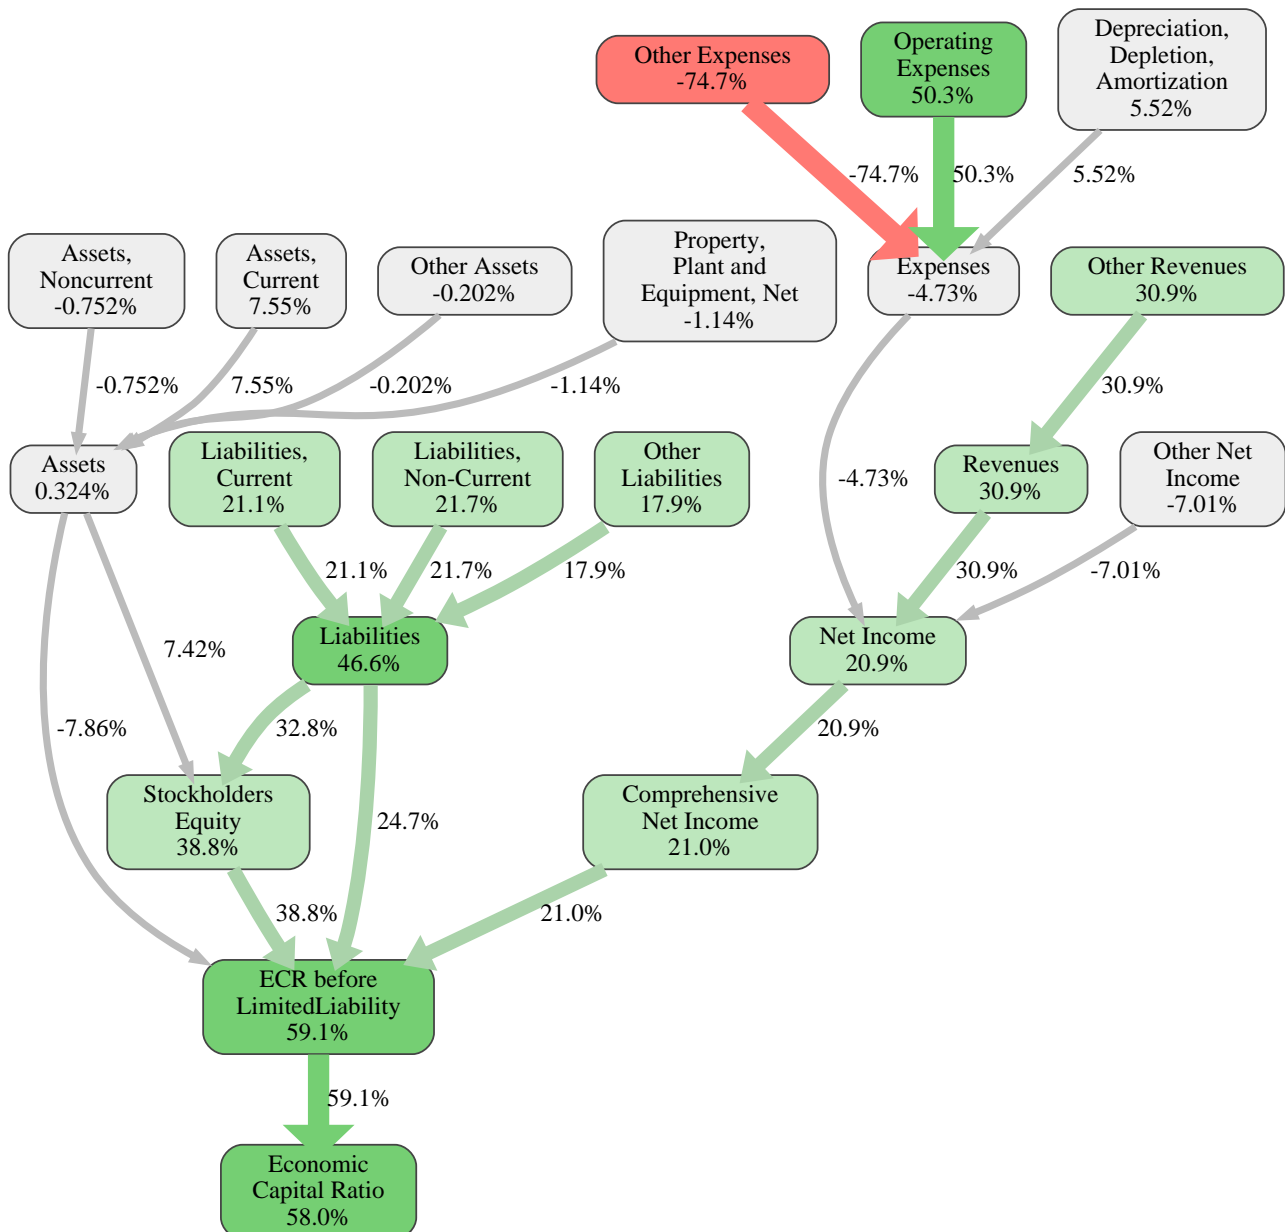 Other Expenses
-74.7%
Operating
Expenses
50.3%
Depreciation,
Depletion,
Amortization
5.52%
-74.7%
50.3%
5.52%
Assets,
Noncurrent
-0.752%
Assets,
Current
7.55%
Other Assets
-0.202%
Property,
Plant and
Equipment, Net
-1.14%
Expenses
-4.73%
Other Revenues
30.9%
-0.752%
7.55%
-0.202%
-1.14%
30.9%
Assets
0.324%
Liabilities,
Current
21.1%
Liabilities,
Non-Current
21.7%
Other
Liabilities
17.9%
-4.73%
Revenues
30.9%
Other Net
Income
-7.01%
21.1%
21.7%
17.9%
30.9%
-7.01%
Liabilities
46.6%
Net Income
20.9%
7.42%
-7.86%
32.8%
20.9%
Stockholders
Equity
38.8%
24.7%
Comprehensive
Net Income
21.0%
38.8%
21.0%
ECR before
LimitedLiability
59.1%
59.1%
Economic
Capital Ratio
58.0%